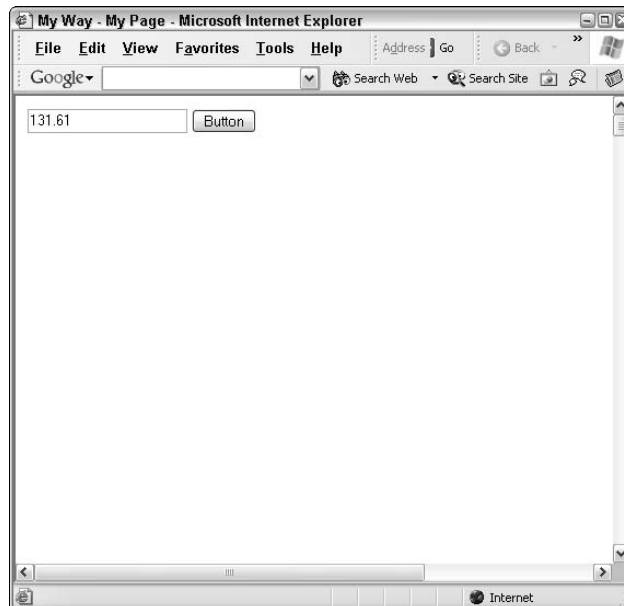 My Way - My Page - Microsoft Internet Explorer
File Edit View Favorites Tools Help Address Go Back »
Google Search Web Search Site
131.61 Button
Internet